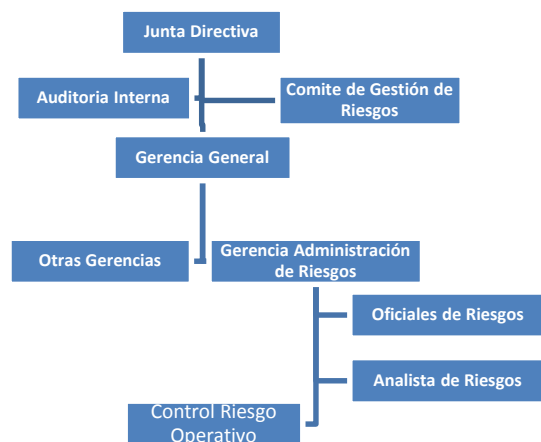 Junta Directiva
Auditoria Interna
Comite de Gestión de
Riesgos
Gerencia General
Otras Gerencias
Gerencia Administración
de Riesgos
Oficiales de Riesgos
Analista de Riesgos
Control Riesgo
Operativo